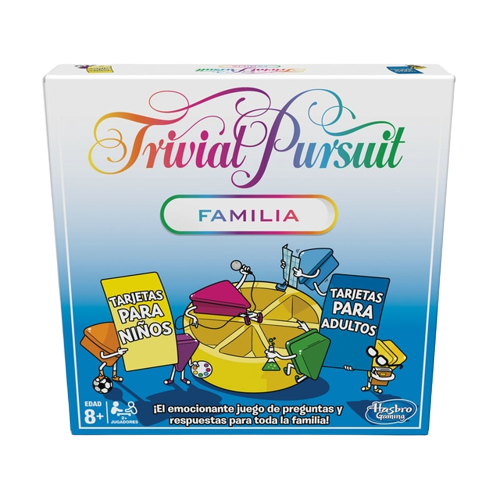 Trivial Pursuit
FAMILIA
TARJETAS
PARA
NIÑOS
TARJETAS
PARA
ADULTOS
EDAD
8+
2+
JUGADORES
¡El emocionante juego de preguntas y
respuestas para toda la familia!
Hasbro
Gaming